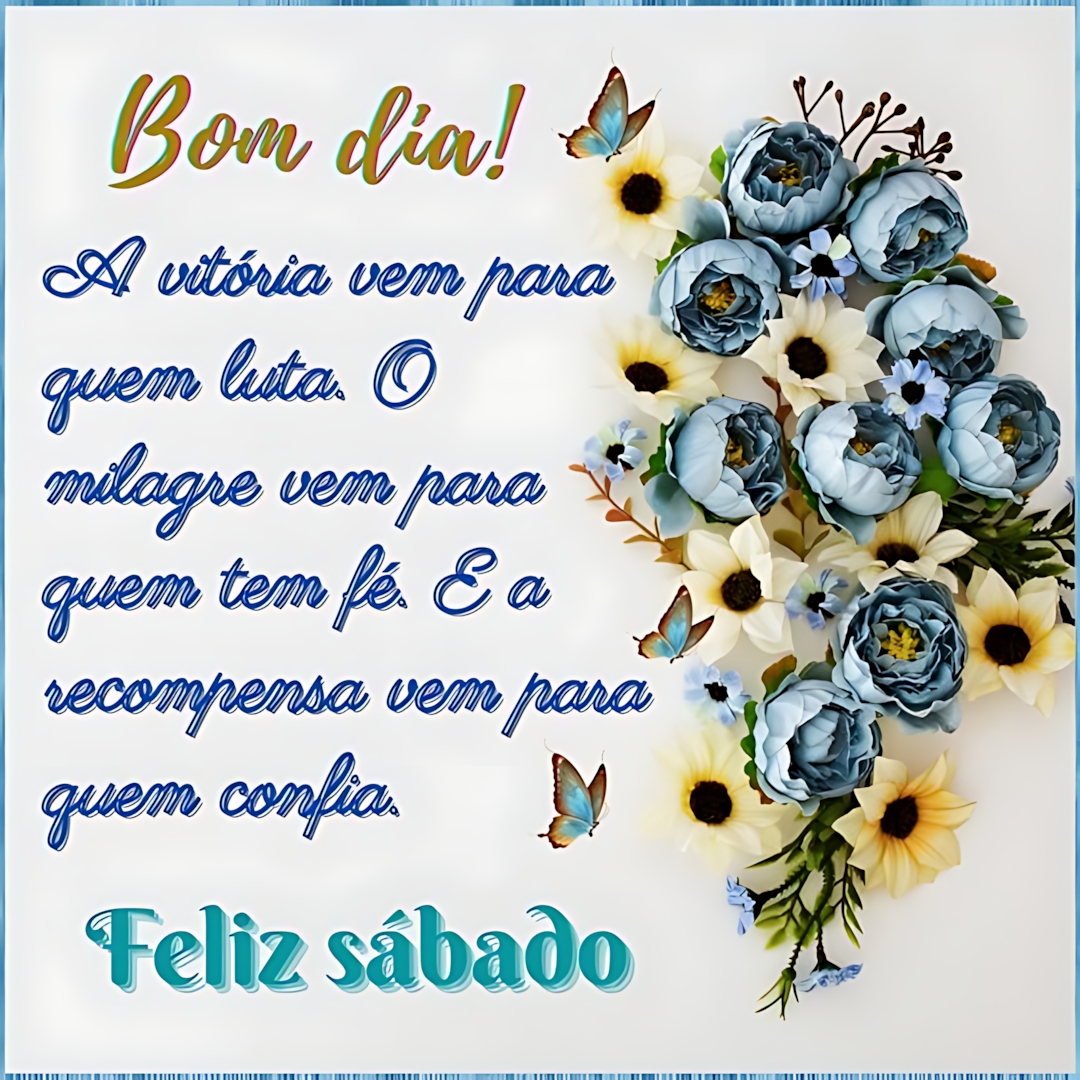 Bom dia!
A vitória vem para
quem luta. O
milagre vem para
quem tem fé. E a
recompensa vem para
quem confia.
Feliz sábado